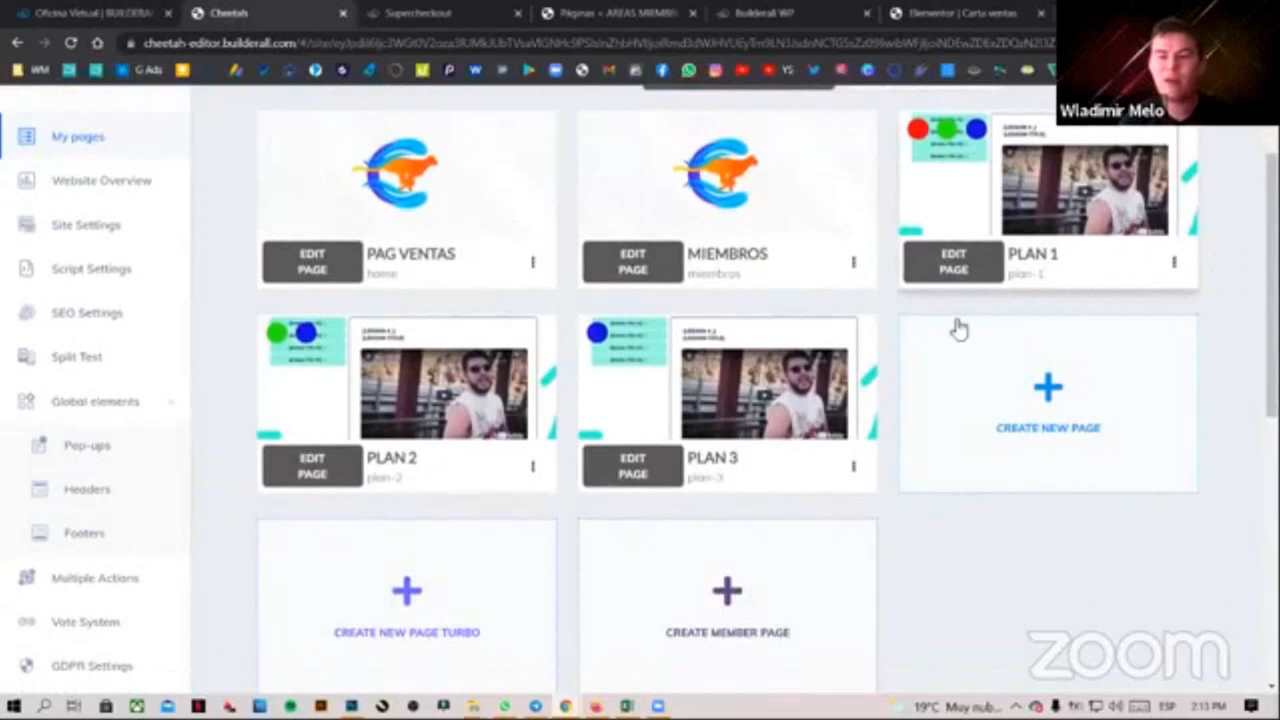 Oficina Virtual | BUILDERA
Cheetah
Supercheckout
Páginas < AREAS MIEMBR
Builderall WP
Elementor | Carta ventas
cheetah-editor.builderall.com/#/site/
WM
G Ads
YS
Wladimir Melo
My pages
Website Overview
Site Settings
Script Settings
SEO Settings
Split Test
Global elements
Pop-ups
Headers
Footers
Multiple Actions
Vote System
GDPR Settings
EDIT PAGE
PAG VENTAS
home
EDIT PAGE
MIEMBROS
miembros
EDIT PAGE
PLAN 1
plan-1
EDIT PAGE
PLAN 2
plan-2
EDIT PAGE
PLAN 3
plan-3
CREATE NEW PAGE
CREATE NEW PAGE TURBO
CREATE MEMBER PAGE
zoom
19°C Muy nub...
ESP
2:13 PM